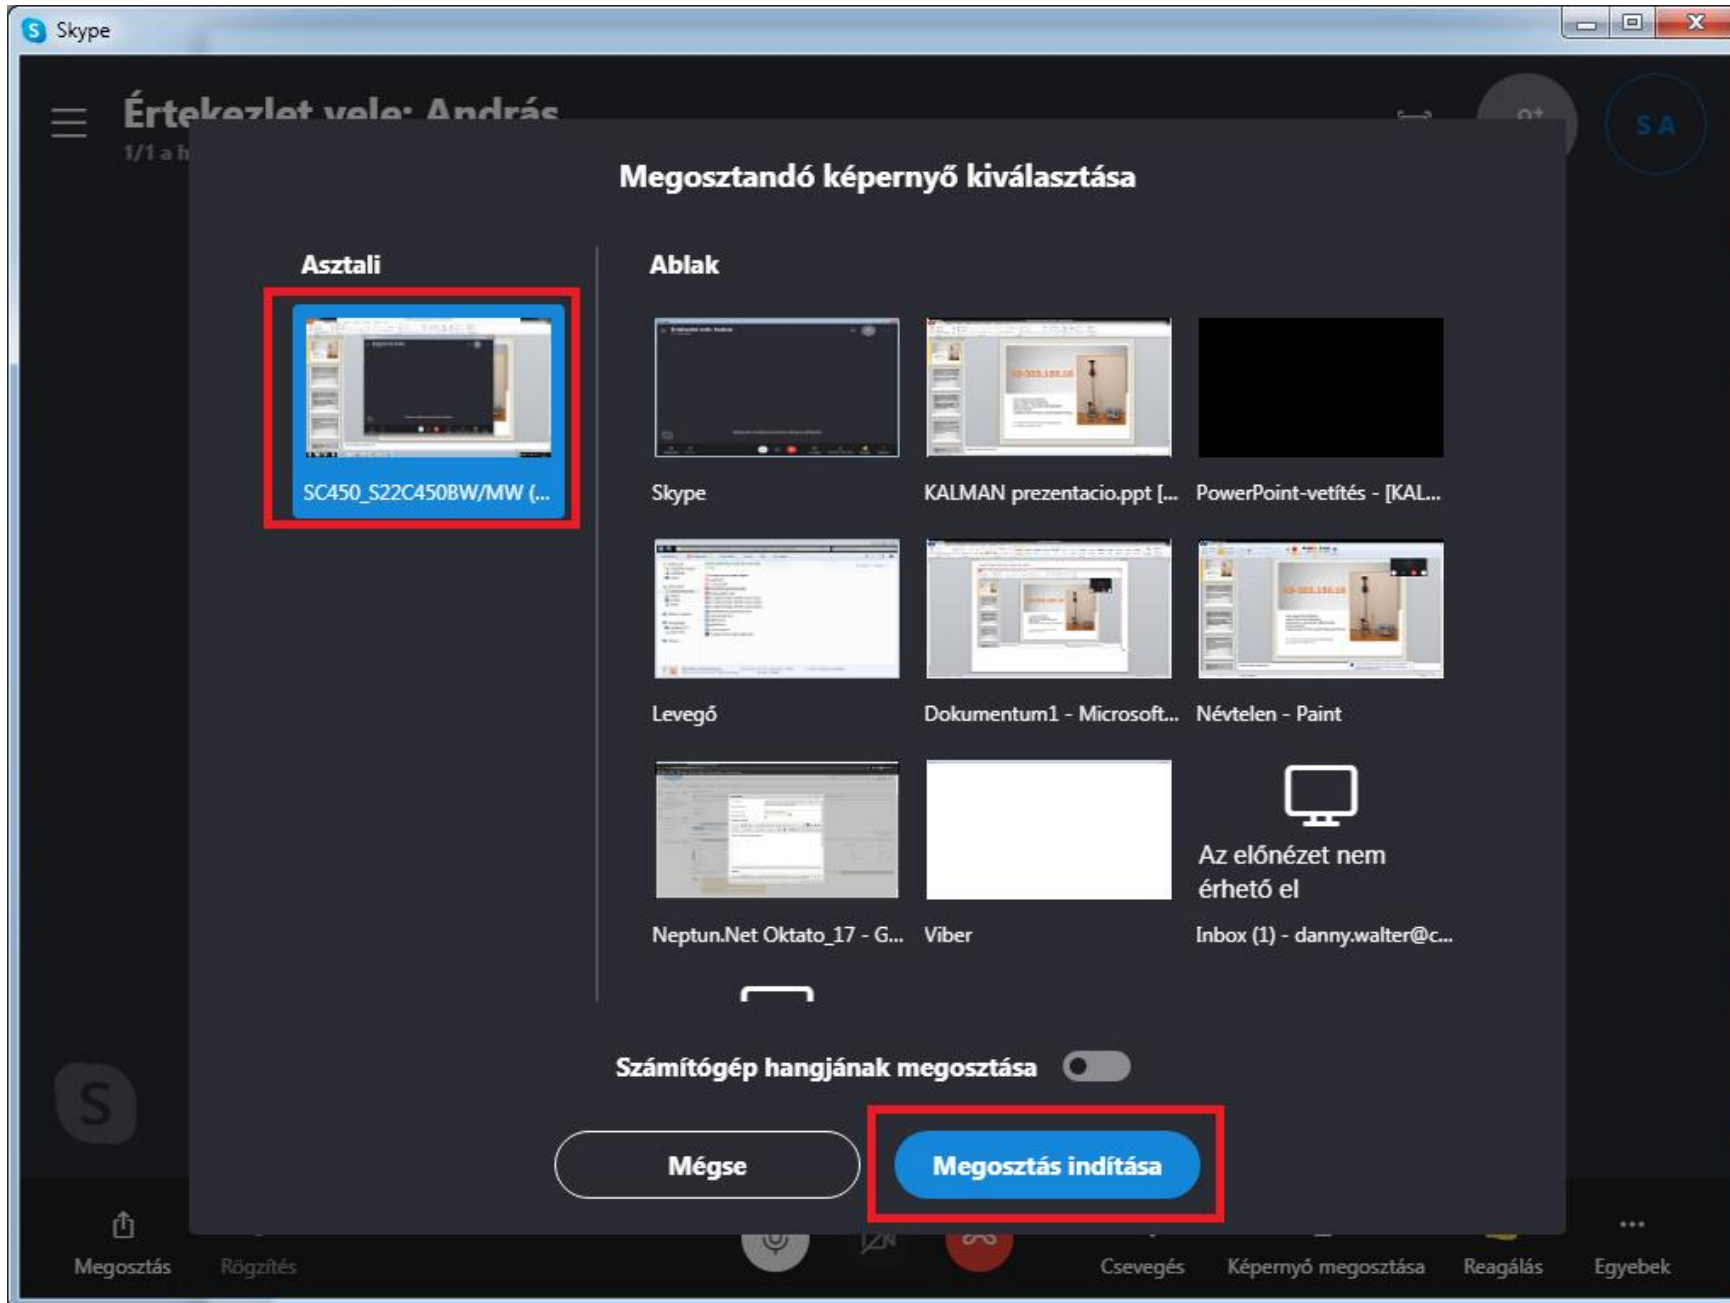 Skype
Értekezlet vele: András
1/1 a h
S A
Megosztandó képernyő kiválasztása
Asztali
Ablak
SC450_S22C450BW/MW (...
Skype
KALMAN prezentacio.ppt [...
PowerPoint-vetítés - [KAL...
Levegő
Dokumentum1 - Microsoft...
Névtelen - Paint
Az előnézet nem
érhető el
Neptun.Net Oktato_17 - G...
Viber
Inbox (1) - danny.walter@c...
Számítógép hangjának megosztása
Mégse
Megosztás indítása
Megosztás
Rögzítés
Csevegés
Képernyő megosztása
Reagálás
Egyebek